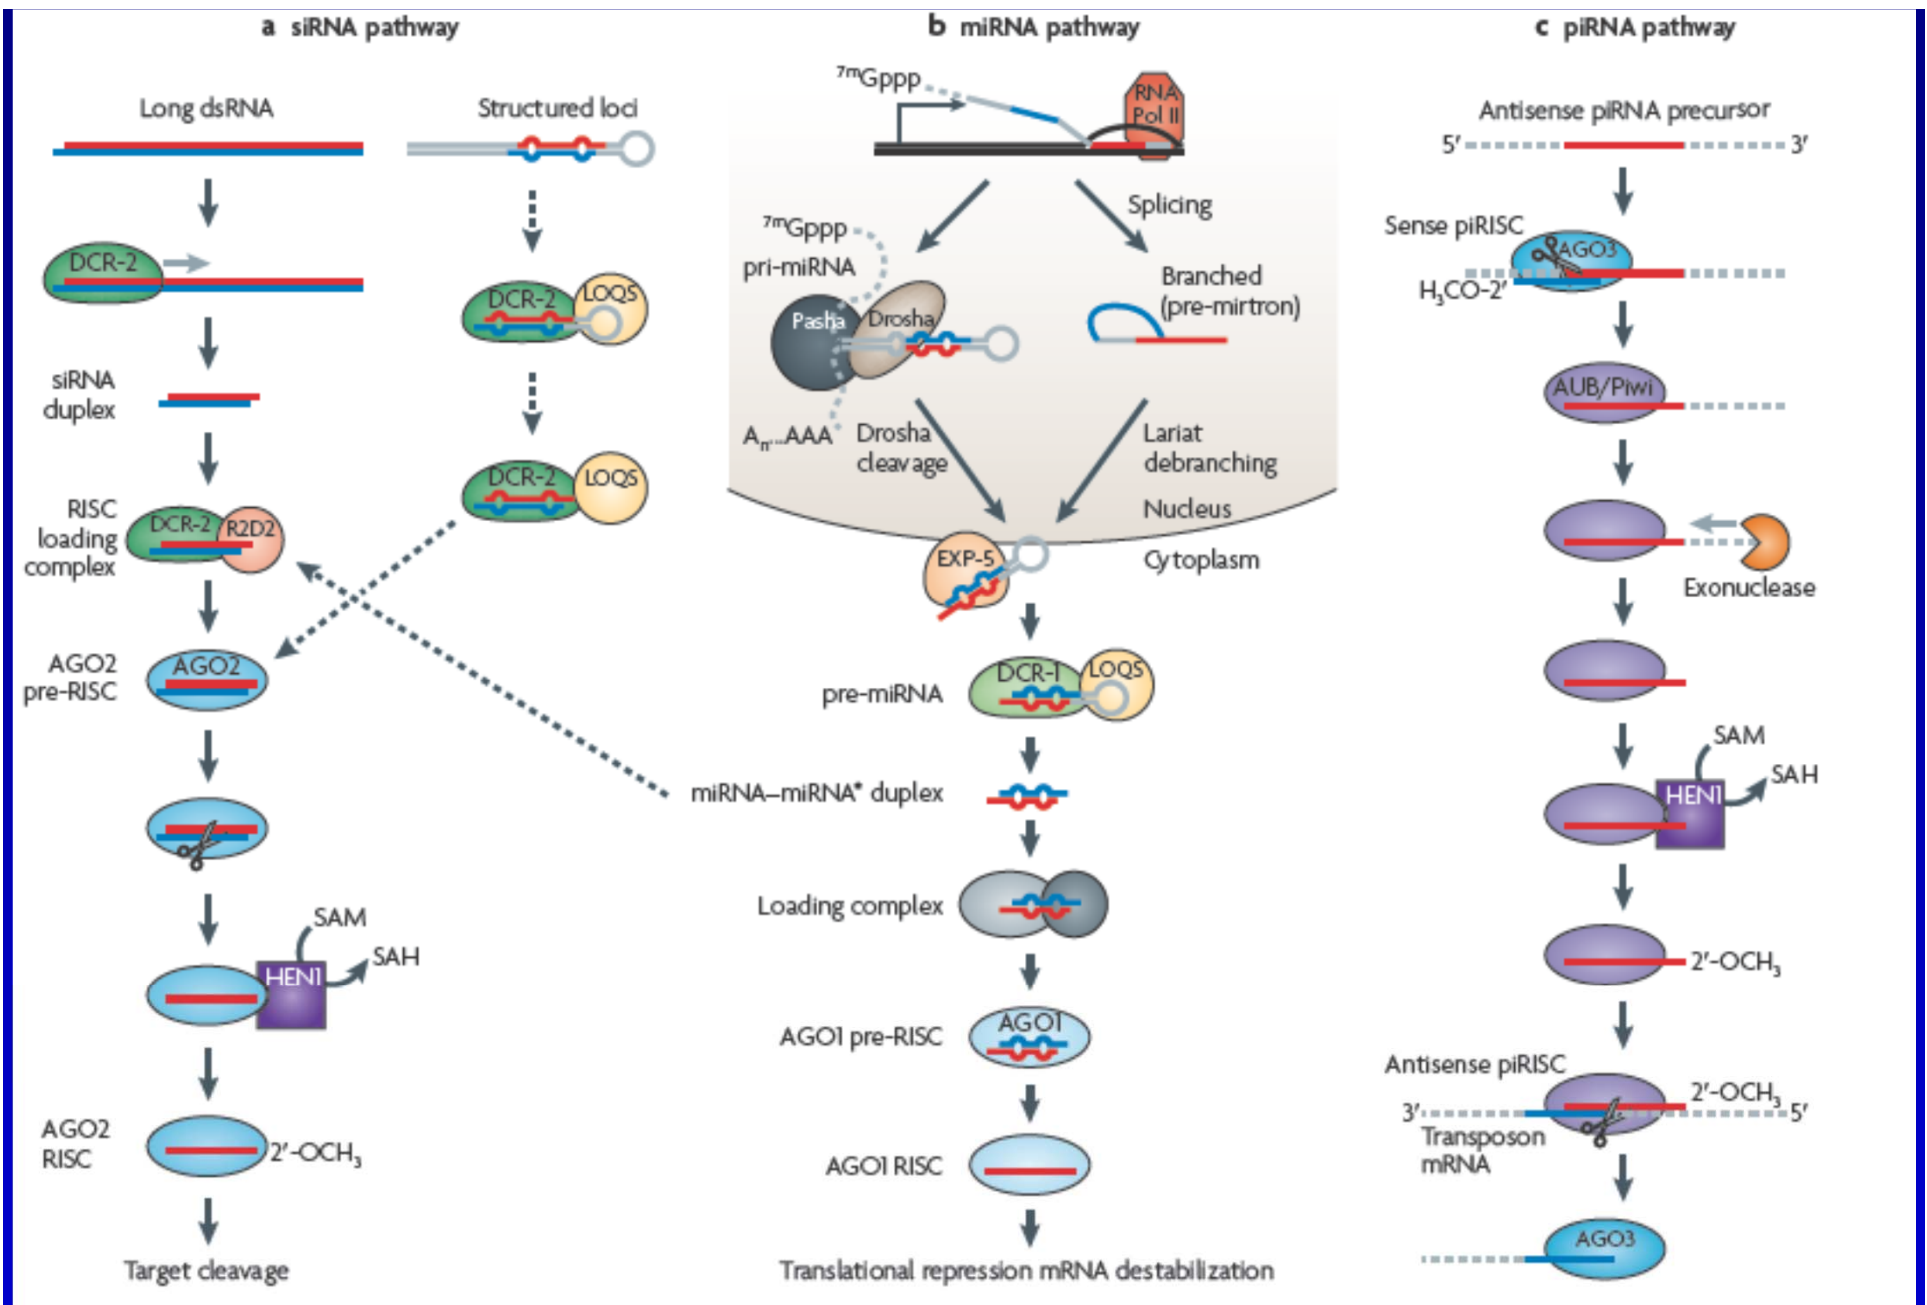 a siRNA pathway
Long dsRNA
Structured loci
DCR-2
DCR-2
LOQS
siRNA
duplex
DCR-2
LOQS
RISC
loading
complex
DCR-2
R2D2
AGO2
pre-RISC
AGO2
SAM
SAH
HEN1
AGO2
RISC
2′-OCH₃
Target cleavage
b miRNA pathway
⁷ᵐGppp
RNA
Pol II
Splicing
⁷ᵐGppp
pri-miRNA
Pasha
Drosha
Branched
(pre-mirtron)
Aₙ...AAA
Drosha
cleavage
Lariat
debranching
Nucleus
EXP-5
Cytoplasm
pre-miRNA
DCR-1
LOQS
miRNA–miRNA* duplex
Loading complex
AGO1 pre-RISC
AGO1
AGO1 RISC
Translational repression mRNA destabilization
c piRNA pathway
Antisense piRNA precursor
5′
3′
Sense piRISC
AGO3
H₃CO-2′
AUB/Piwi
Exonuclease
SAM
SAH
HEN1
2′-OCH₃
Antisense piRISC
2′-OCH₃
3′
5′
Transposon
mRNA
AGO3